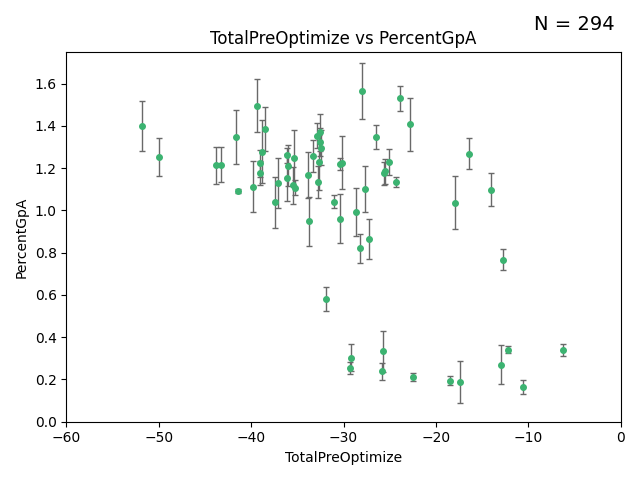 N = 294
TotalPreOptimize vs PercentGpA
PercentGpA
1.6
1.4
1.2
1.0
0.8
0.6
0.4
0.2
0.0
−60 −50 −40 −30 −20 −10 0
TotalPreOptimize